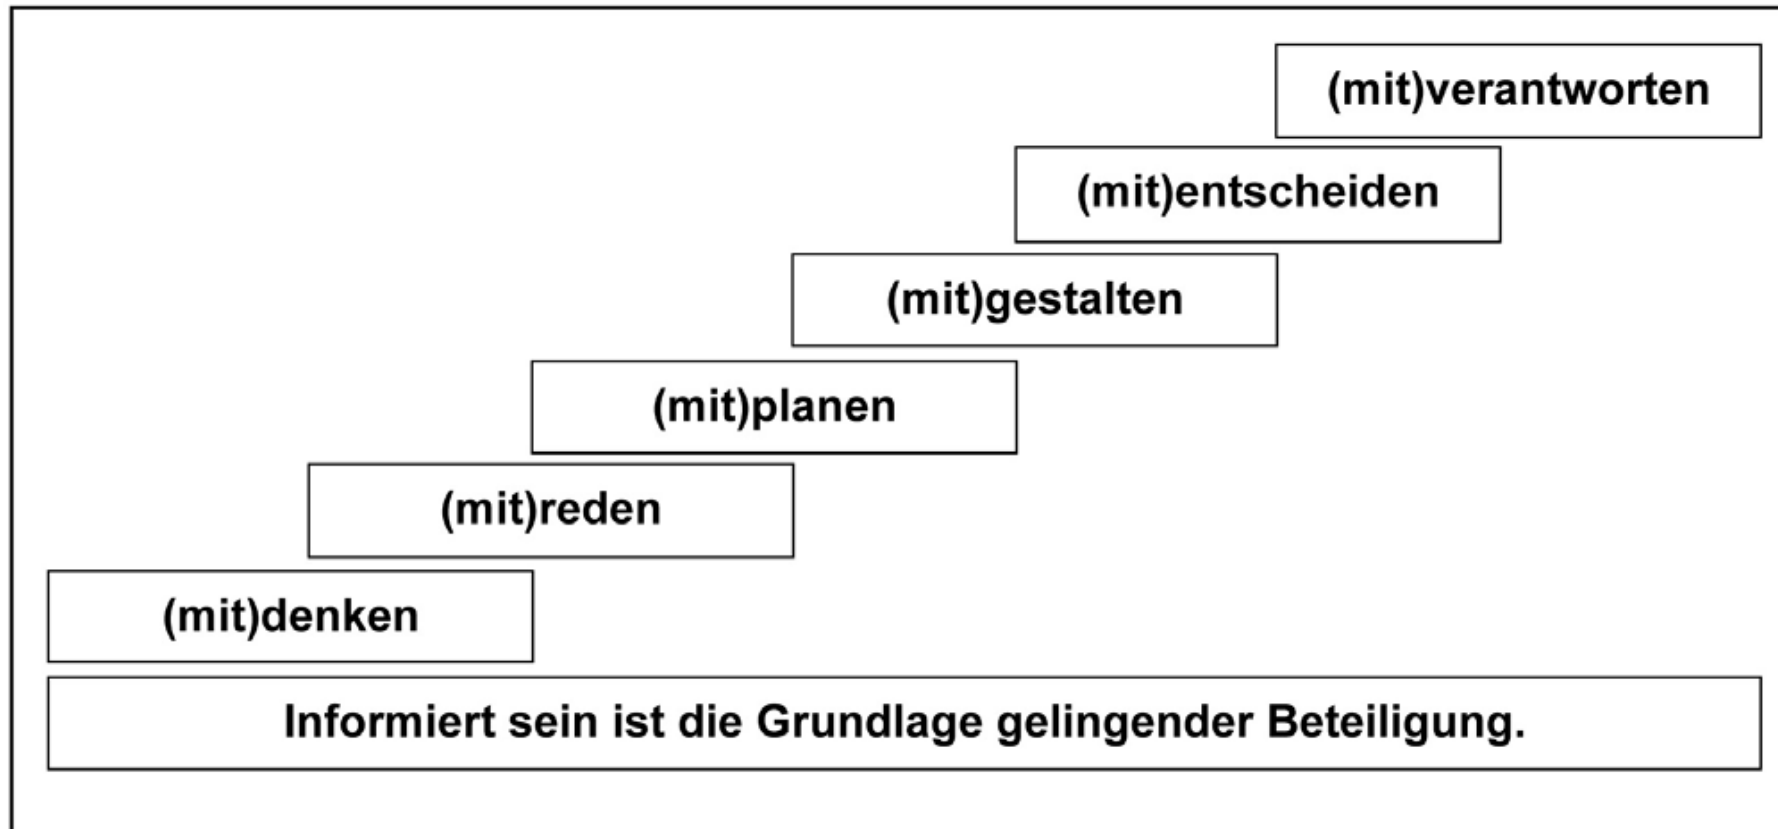 (mit)verantworten
(mit)entscheiden
(mit)gestalten
(mit)planen
(mit)reden
(mit)denken
Informiert sein ist die Grundlage gelingender Beteiligung.